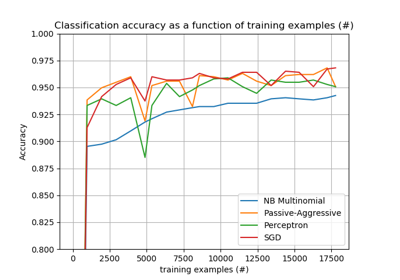 Classification accuracy as a function of training examples (#)
1.000
0.975
0.950
0.925
0.900
0.875
0.850
0.825
0.800
Accuracy
NB Multinomial
Passive-Aggressive
Perceptron
SGD
0 2500 5000 7500 10000 12500 15000 17500
training examples (#)